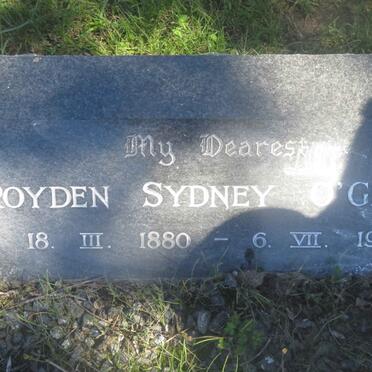 My Dearest
ROYDEN SYDNEY O'G
18. III. 1880 – 6. VII. 19